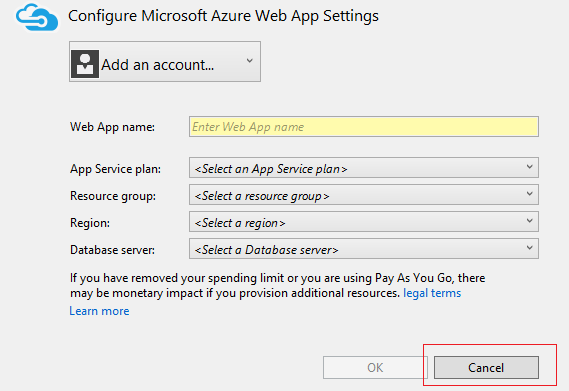 Configure Microsoft Azure Web App Settings
Add an account...
Web App name: Enter Web App name
App Service plan: <Select an App Service plan>
Resource group: <Select a resource group>
Region: <Select a region>
Database server: <Select a Database server>
If you have removed your spending limit or you are using Pay As You Go, there
may be monetary impact if you provision additional resources. legal terms
Learn more
OK Cancel